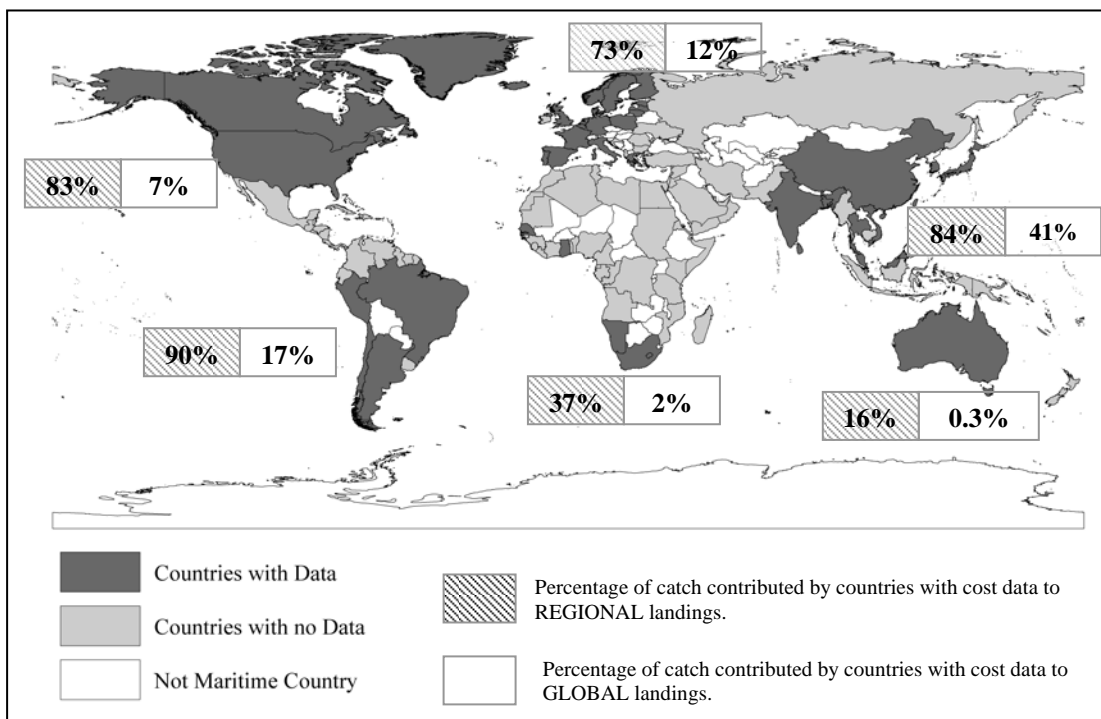 73% 12%
83% 7%
84% 41%
90% 17%
37% 2%
16% 0.3%
Countries with Data
Countries with no Data
Not Maritime Country
Percentage of catch contributed by countries with cost data to
REGIONAL landings.
Percentage of catch contributed by countries with cost data to
GLOBAL landings.